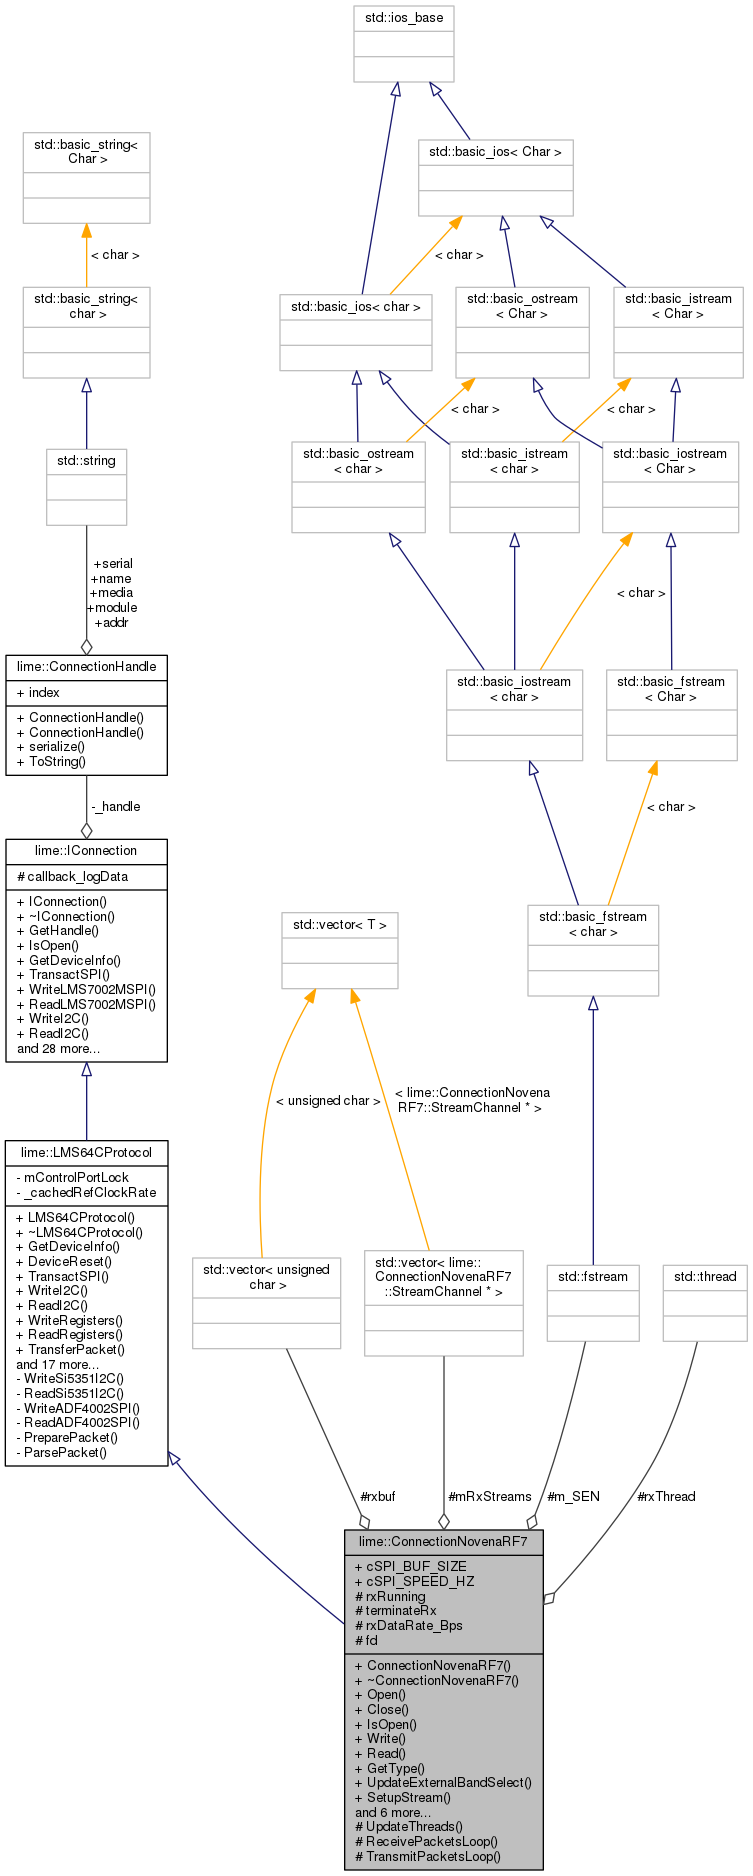 std::ios_base
std::basic_string<
Char >
std::basic_ios< Char >
< char >
< char >
std::basic_string<
char >
std::basic_ios< char >
std::basic_ostream
< Char >
std::basic_istream
< Char >
< char >
< char >
std::string
std::basic_ostream
< char >
std::basic_istream
< char >
std::basic_iostream
< Char >
+serial
+name
+media
+module
+addr
< char >
lime::ConnectionHandle
+ index
+ ConnectionHandle()
+ ConnectionHandle()
+ serialize()
+ ToString()
std::basic_iostream
< char >
std::basic_fstream
< Char >
-_handle
< char >
lime::IConnection
# callback_logData
+ IConnection()
+ ~IConnection()
+ GetHandle()
+ IsOpen()
+ GetDeviceInfo()
+ TransactSPI()
+ WriteLMS7002MSPI()
+ ReadLMS7002MSPI()
+ WriteI2C()
+ ReadI2C()
and 28 more...
std::vector< T >
std::basic_fstream
< char >
< unsigned char >
< lime::ConnectionNovena
RF7::StreamChannel * >
lime::LMS64CProtocol
- mControlPortLock
- _cachedRefClockRate
+ LMS64CProtocol()
+ ~LMS64CProtocol()
+ GetDeviceInfo()
+ DeviceReset()
+ TransactSPI()
+ WriteI2C()
+ ReadI2C()
+ WriteRegisters()
+ ReadRegisters()
+ TransferPacket()
and 17 more...
- WriteSi5351I2C()
- ReadSi5351I2C()
- WriteADF4002SPI()
- ReadADF4002SPI()
- PreparePacket()
- ParsePacket()
std::vector< unsigned
char >
std::vector< lime::
ConnectionNovenaRF7
::StreamChannel * >
std::fstream
std::thread
#rxbuf
#mRxStreams
#m_SEN
#rxThread
lime::ConnectionNovenaRF7
+ cSPI_BUF_SIZE
+ cSPI_SPEED_HZ
# rxRunning
# terminateRx
# rxDataRate_Bps
# fd
+ ConnectionNovenaRF7()
+ ~ConnectionNovenaRF7()
+ Open()
+ Close()
+ IsOpen()
+ Write()
+ Read()
+ GetType()
+ UpdateExternalBandSelect()
+ SetupStream()
and 6 more...
# UpdateThreads()
# ReceivePacketsLoop()
# TransmitPacketsLoop()